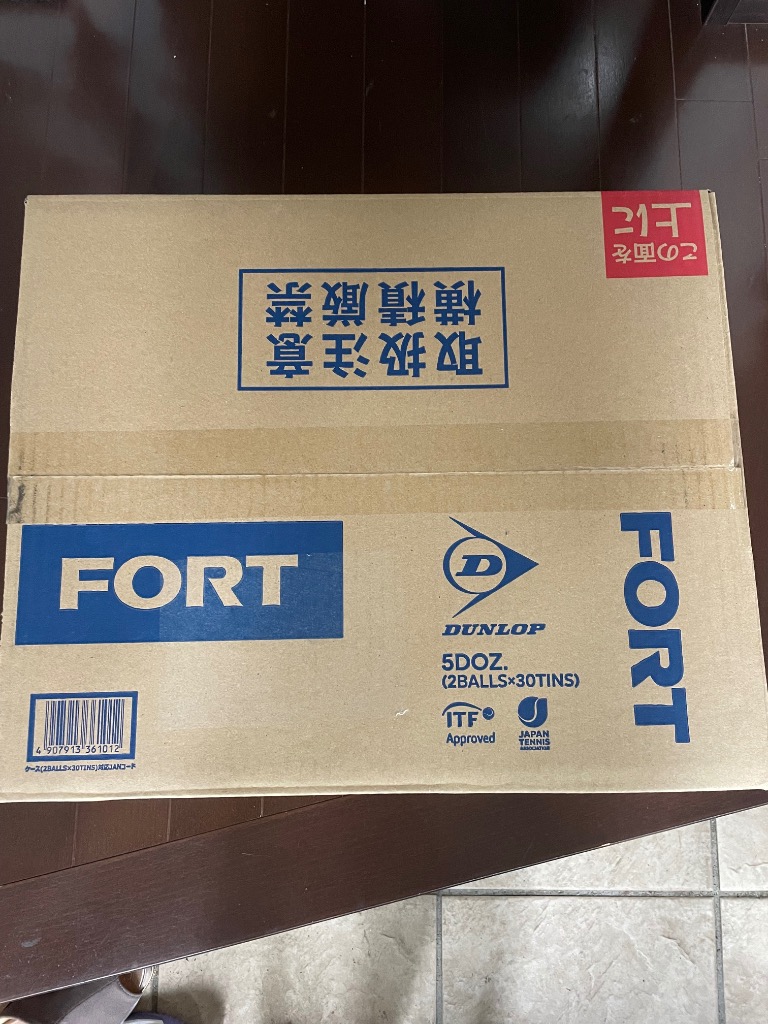 この面を
上に
取扱注意
横積厳禁
FORT
D
DUNLOP
5DOZ.
(2BALLS×30TINS)
ITF
Approved
JAPAN
TENNIS
ASSOCIATION
FORT
4 907913 361012
ケース(2BALLS×30TINS)対応JANコード